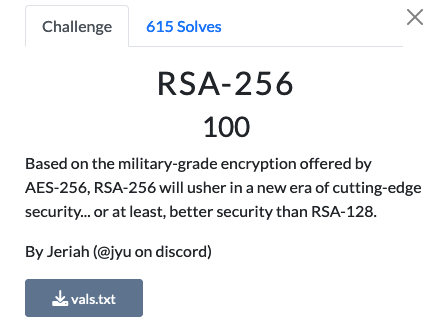 Challenge
615 Solves
RSA-256
100
Based on the military-grade encryption offered by
AES-256, RSA-256 will usher in a new era of cutting-edge
security... or at least, better security than RSA-128.
By Jeriah (@jyu on discord)
vals.txt